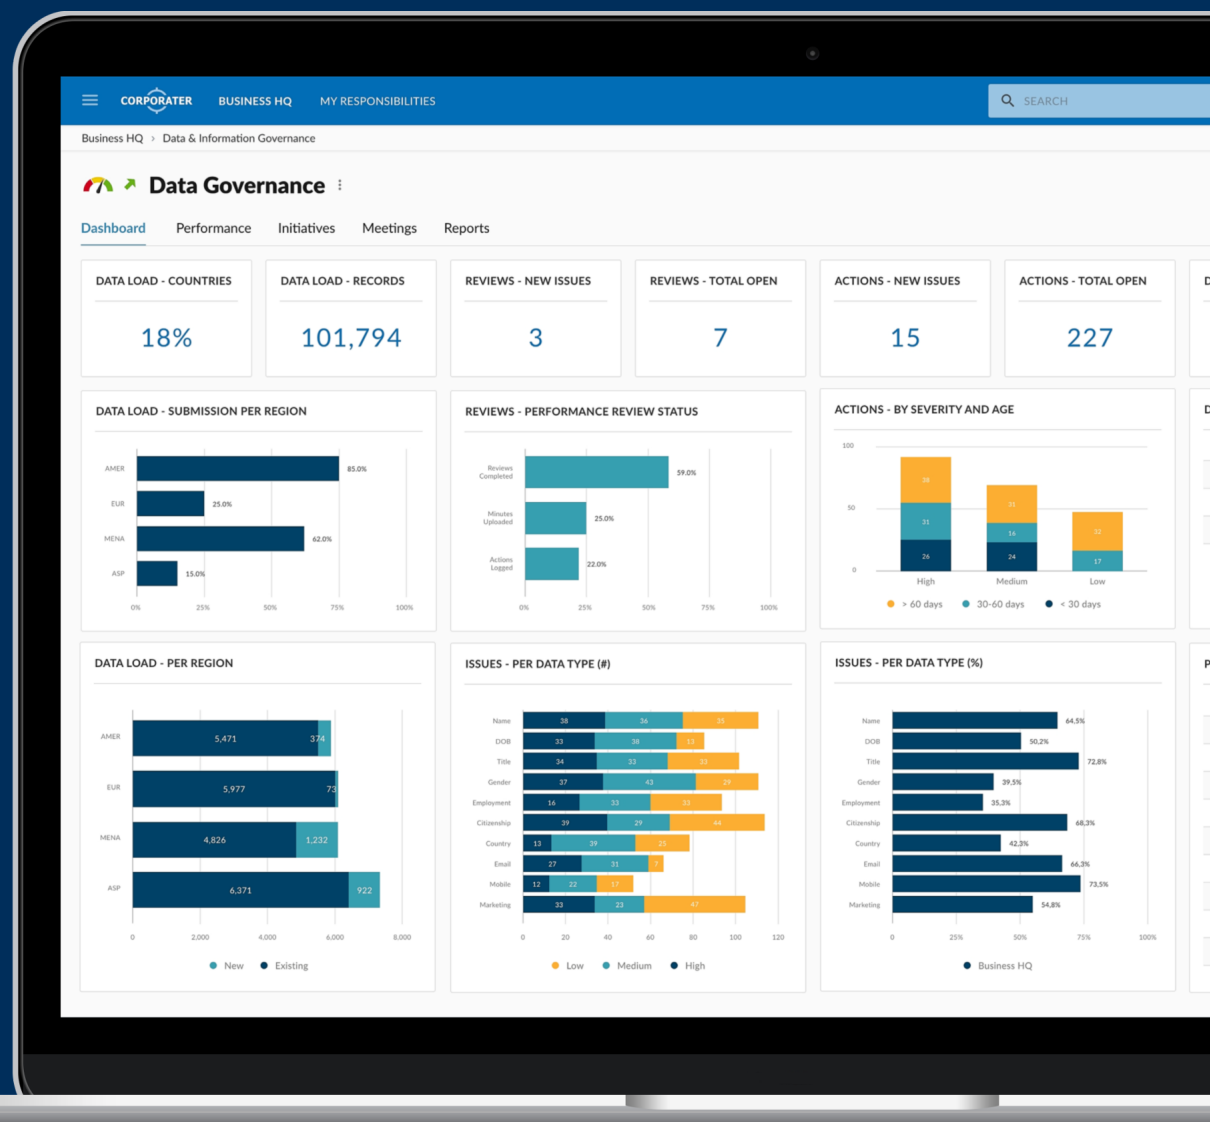 CORPORATER BUSINESS HQ MY RESPONSIBILITIES SEARCH
Business HQ > Data & Information Governance
Data Governance
Dashboard Performance Initiatives Meetings Reports
DATA LOAD - COUNTRIES
18%
DATA LOAD - RECORDS
101,794
REVIEWS - NEW ISSUES
3
REVIEWS - TOTAL OPEN
7
ACTIONS - NEW ISSUES
15
ACTIONS - TOTAL OPEN
227
D
DATA LOAD - SUBMISSION PER REGION
AMER 85.0%
EUR 25.0%
MENA 62.0%
ASP 15.0%
0% 25% 50% 75% 100%
REVIEWS - PERFORMANCE REVIEW STATUS
Reviews
Completed 59.0%
Minutes
Uploaded 25.0%
Actions
Logged 22.0%
0% 25% 50% 75% 100%
ACTIONS - BY SEVERITY AND AGE
100
50
0
38
31
26
31
16
24
32
17
High Medium Low
> 60 days 30-60 days < 30 days
D
DATA LOAD - PER REGION
AMER 5,471 374
EUR 5,977 73
MENA 4,826 1,232
ASP 6,371 922
0 2,000 4,000 6,000 8,000
New Existing
ISSUES - PER DATA TYPE (#)
Name 38 36 35
DOB 33 38 13
Title 34 33 33
Gender 37 43 29
Employment 16 33 33
Citizenship 39 29 44
Country 13 39 25
Email 27 31 7
Mobile 12 22 17
Marketing 33 23 47
0 20 40 60 80 100 120
Low Medium High
ISSUES - PER DATA TYPE (%)
Name 64,5%
DOB 50,2%
Title 72,8%
Gender 39,5%
Employment 35,3%
Citizenship 68,3%
Country 42,3%
Email 66,3%
Mobile 73,5%
Marketing 54,8%
0 25% 50% 75% 100%
Business HQ
P